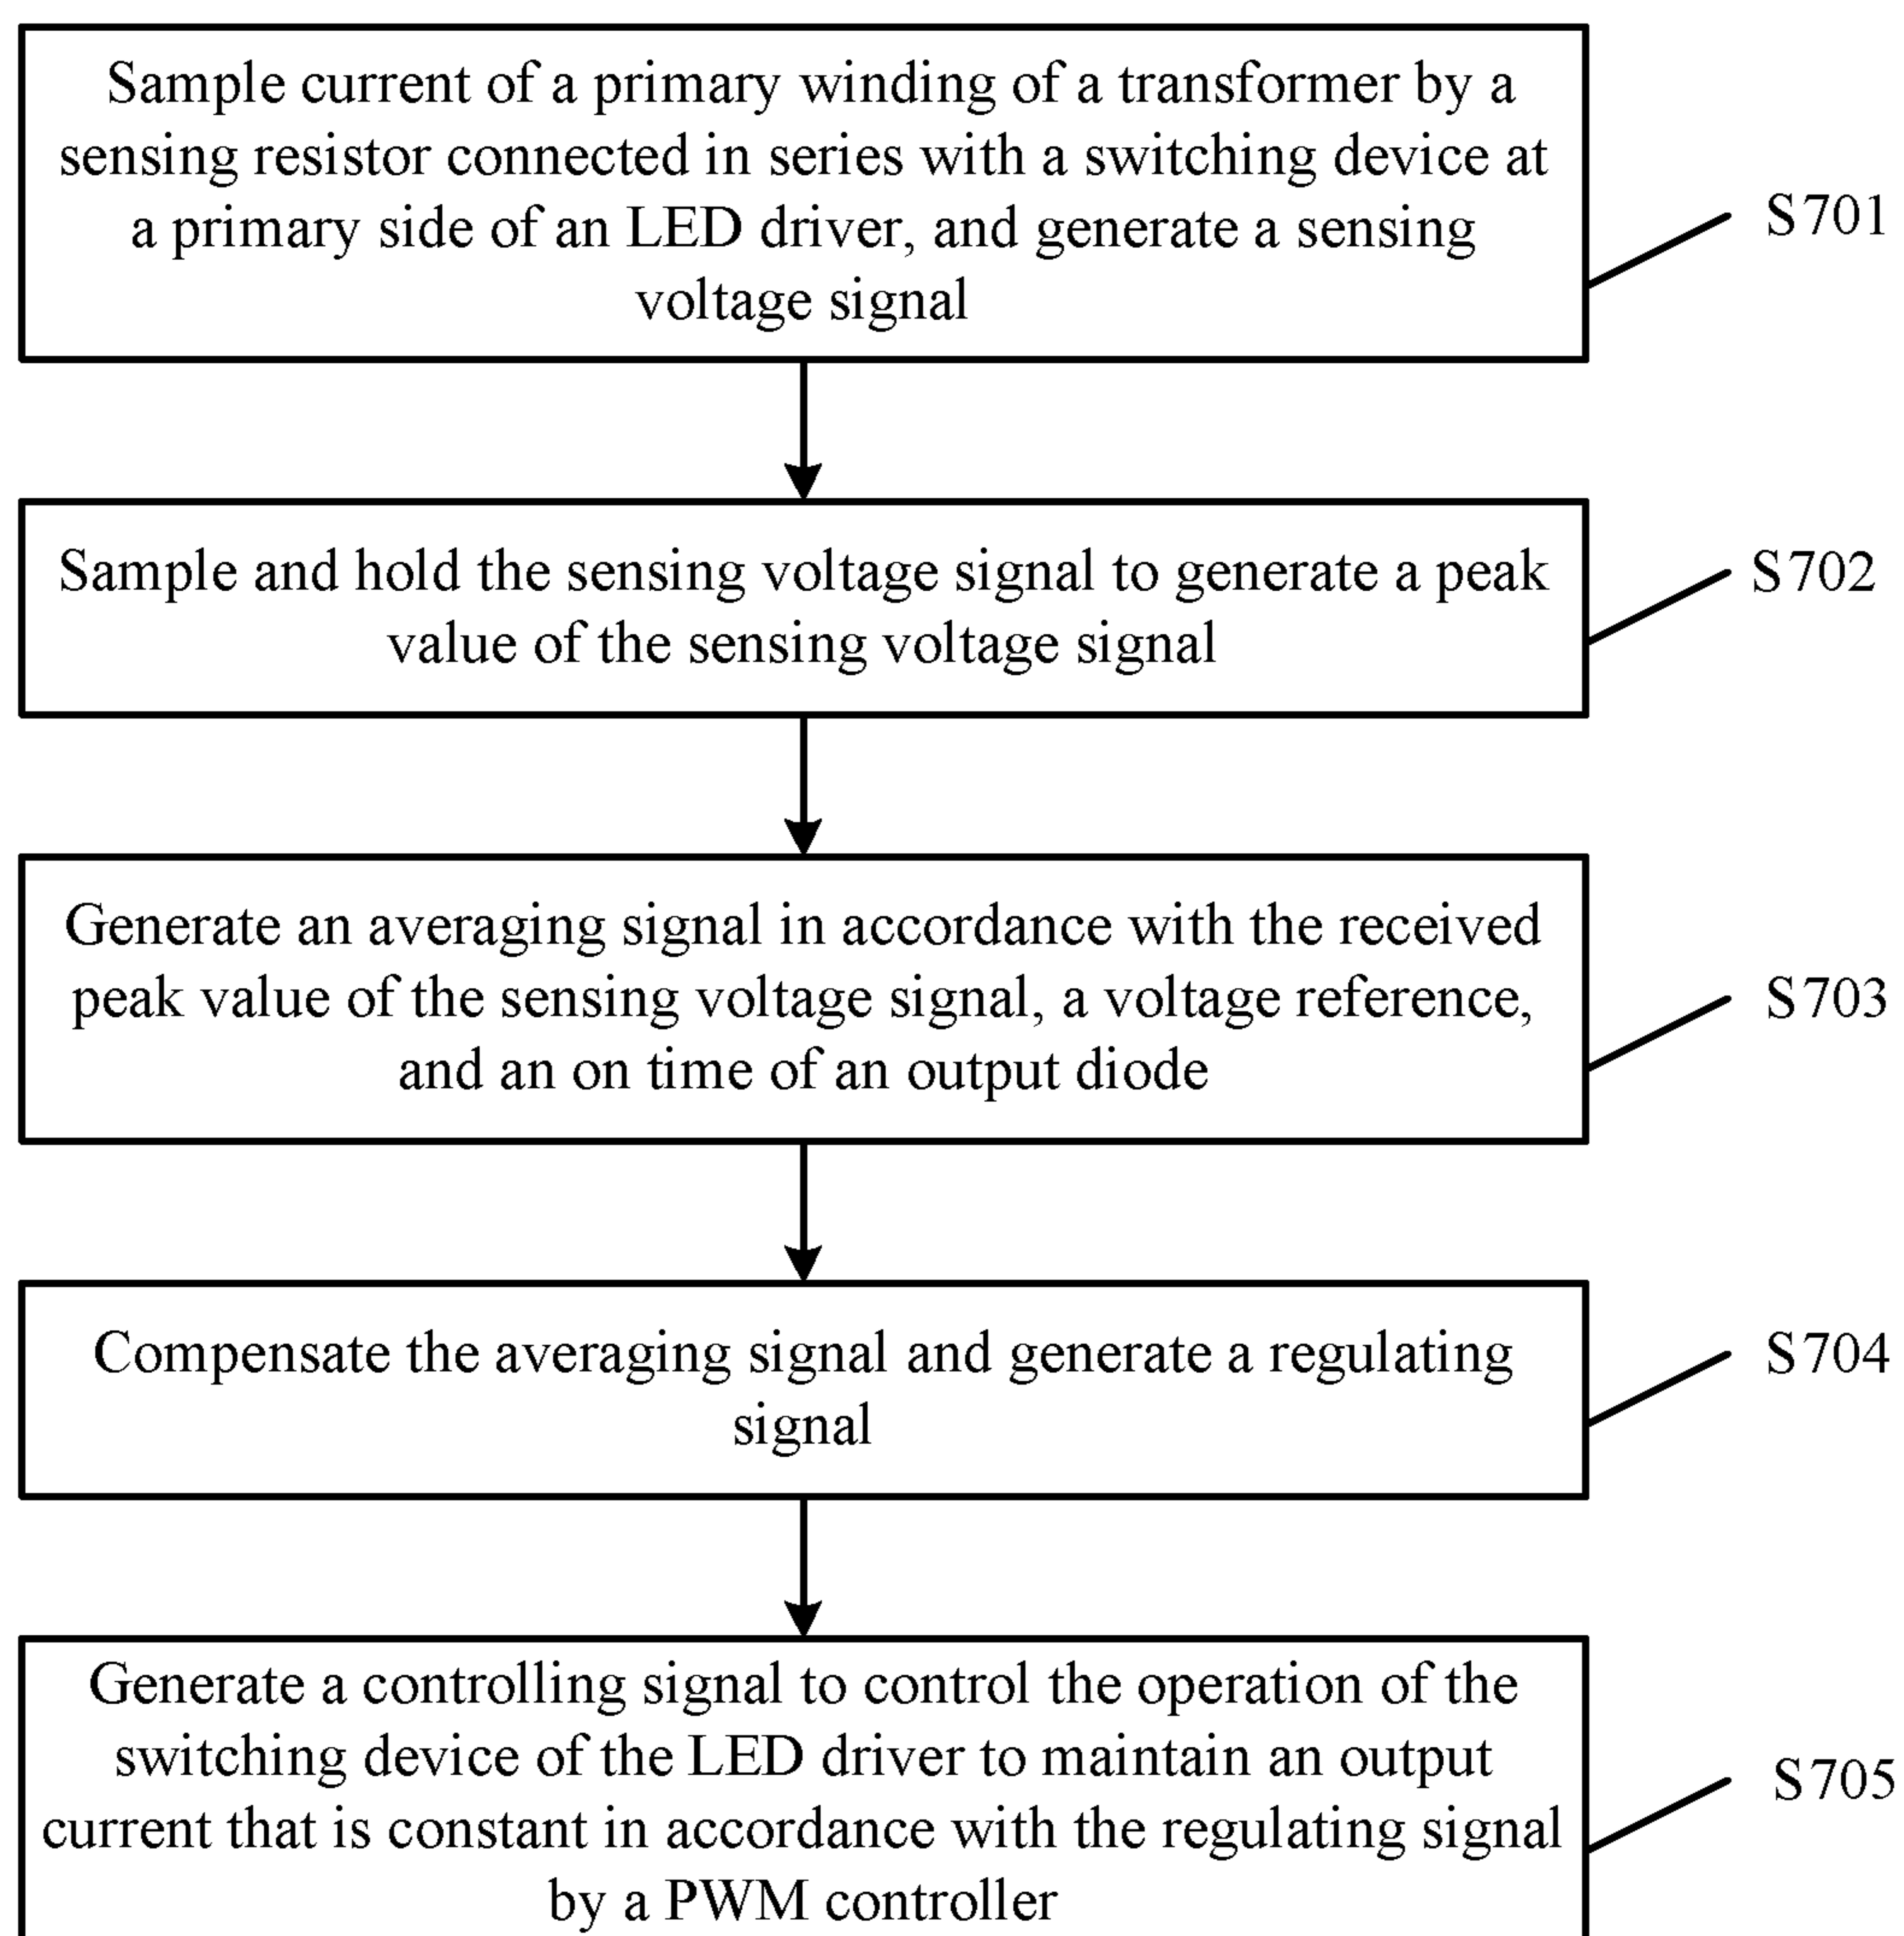 Sample current of a primary winding of a transformer by a
sensing resistor connected in series with a switching device at
a primary side of an LED driver, and generate a sensing
voltage signal
S701
Sample and hold the sensing voltage signal to generate a peak
value of the sensing voltage signal
S702
Generate an averaging signal in accordance with the received
peak value of the sensing voltage signal, a voltage reference,
and an on time of an output diode
S703
Compensate the averaging signal and generate a regulating
signal
S704
Generate a controlling signal to control the operation of the
switching device of the LED driver to maintain an output
current that is constant in accordance with the regulating signal
by a PWM controller
S705